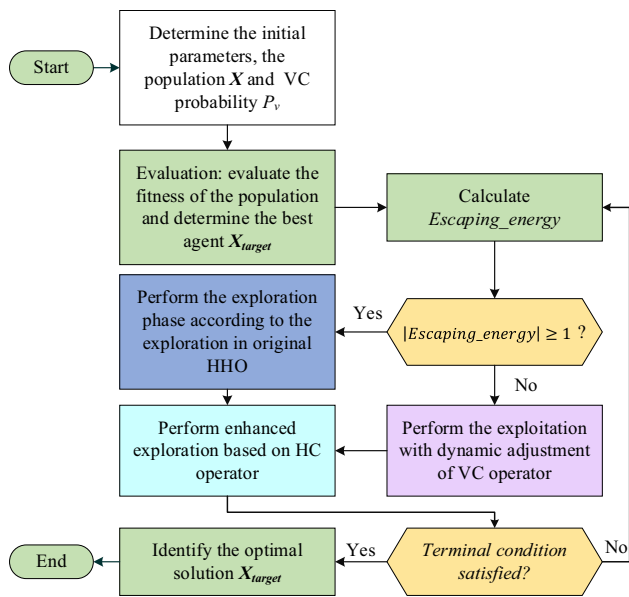 Start
Determine the initial
parameters, the
population X and VC
probability P_v
Evaluation: evaluate the
fitness of the population
and determine the best
agent X_target
Calculate
Escaping_energy
Perform the exploration
phase according to the
exploration in original
HHO
Yes
|Escaping_energy| ≥ 1 ?
No
Perform enhanced
exploration based on HC
operator
Perform the exploitation
with dynamic adjustment
of VC operator
End
Identify the optimal
solution X_target
Yes
Terminal condition
satisfied?
No